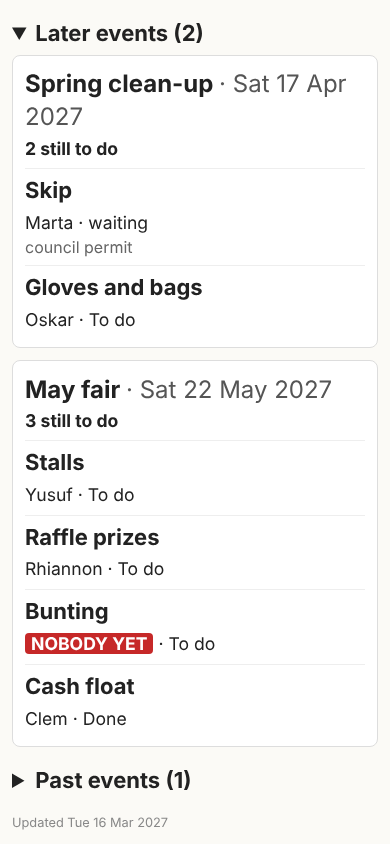 Later events (2)
Spring clean-up · Sat 17 Apr
2027
2 still to do
Skip
Marta · waiting
council permit
Gloves and bags
Oskar · To do
May fair · Sat 22 May 2027
3 still to do
Stalls
Yusuf · To do
Raffle prizes
Rhiannon · To do
Bunting
NOBODY YET · To do
Cash float
Clem · Done
Past events (1)
Updated Tue 16 Mar 2027